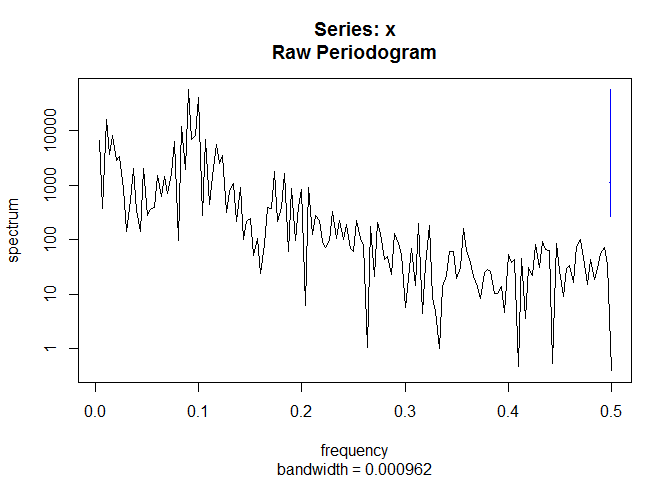 Series: x
Raw Periodogram
spectrum
10000
1000
100
10
1
0.0 0.1 0.2 0.3 0.4 0.5
frequency
bandwidth = 0.000962